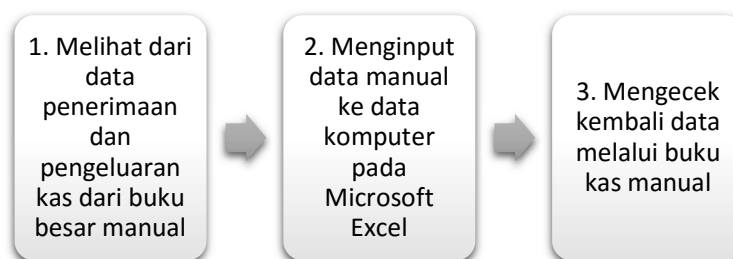 1. Melihat dari
data
penerimaan
dan
pengeluaran
kas dari buku
besar manual
2. Menginput
data manual
ke data
komputer
pada
Microsoft
Excel
3. Mengecek
kembali data
melalui buku
kas manual